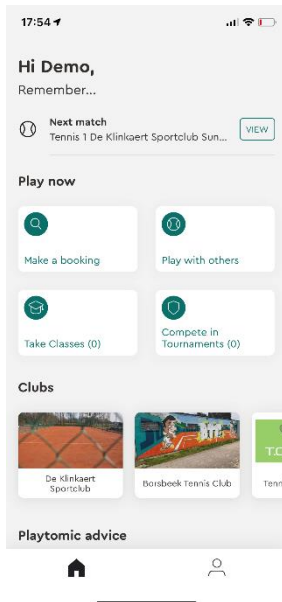 17:54
Hi Demo,
Remember...
Next match
Tennis 1 De Klinkaert Sportclub Sun...
VIEW
Play now
Make a booking
Play with others
Take Classes (0)
Compete in
Tournaments (0)
Clubs
T.C
De Klinkaert
Sportclub
Borsbeek Tennis Club
Tenn
Playtomic advice